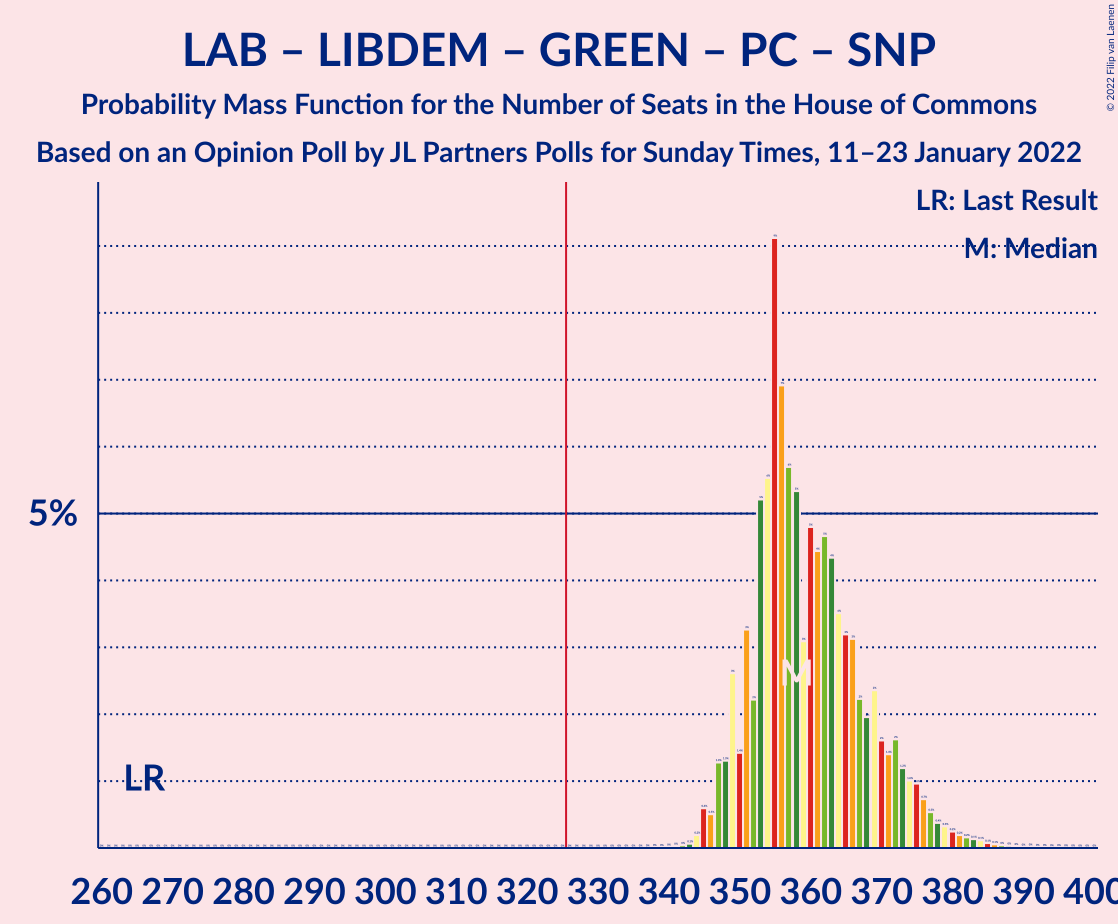 LAB – LIBDEM – GREEN – PC – SNP
Probability Mass Function for the Number of Seats in the House of Commons
Based on an Opinion Poll by JL Partners Polls for Sunday Times, 11–23 January 2022
© 2022 Filip van Laenen
LR: Last Result
M: Median
5%
M
LR
260 270 280 290 300 310 320 330 340 350 360 370 380 390 400